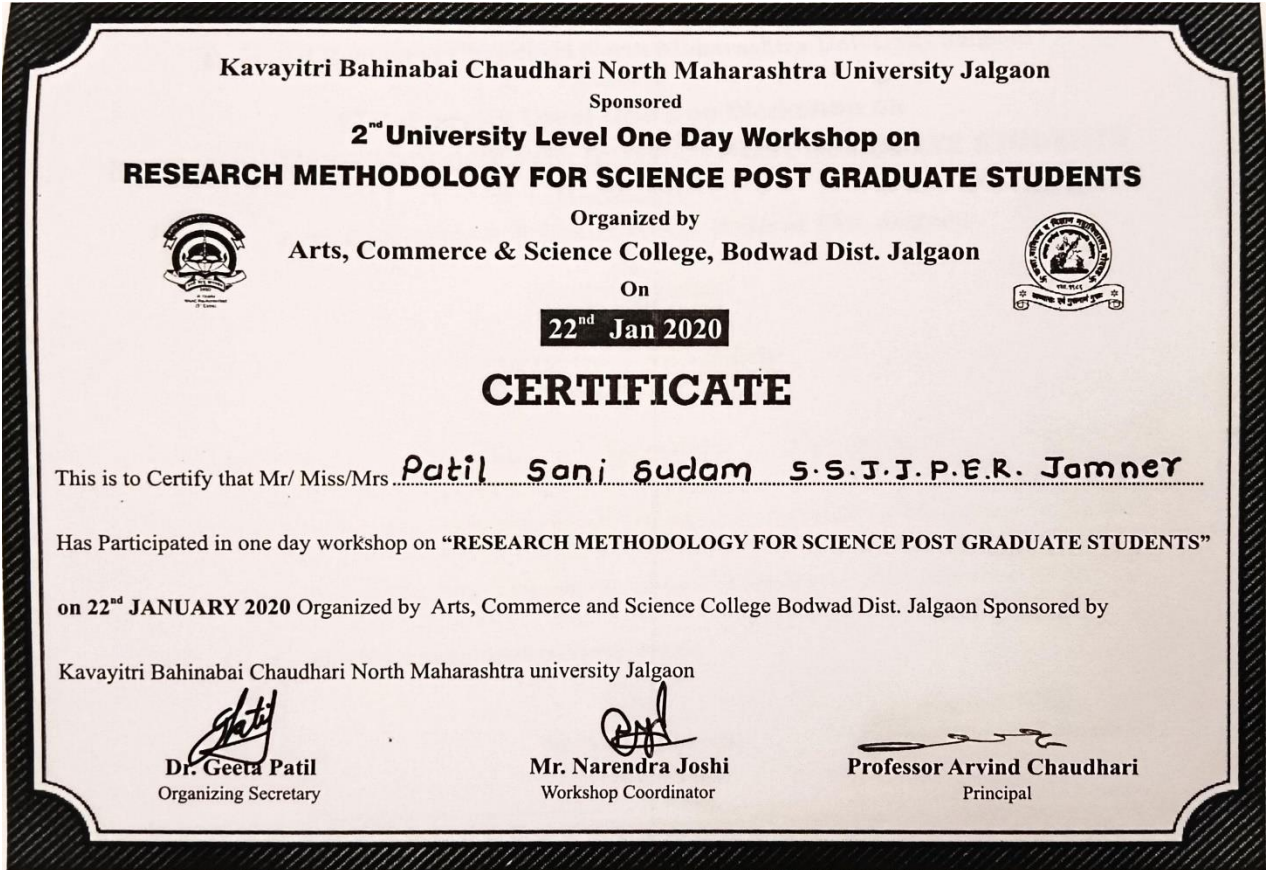 Kavayitri Bahinabai Chaudhari North Maharashtra University Jalgaon
Sponsored
2nd University Level One Day Workshop on
RESEARCH METHODOLOGY FOR SCIENCE POST GRADUATE STUDENTS
Organized by
Arts, Commerce & Science College, Bodwad Dist. Jalgaon
On
22nd Jan 2020
CERTIFICATE
This is to Certify that Mr/ Miss/Mrs Patil Sani Sudam S.S.J.J.P.E.R. Jamner
Has Participated in one day workshop on “RESEARCH METHODOLOGY FOR SCIENCE POST GRADUATE STUDENTS”
on 22nd JANUARY 2020 Organized by Arts, Commerce and Science College Bodwad Dist. Jalgaon Sponsored by
Kavayitri Bahinabai Chaudhari North Maharashtra university Jalgaon
Dr. Geeta Patil Mr. Narendra Joshi Professor Arvind Chaudhari
Organizing Secretary Workshop Coordinator Principal